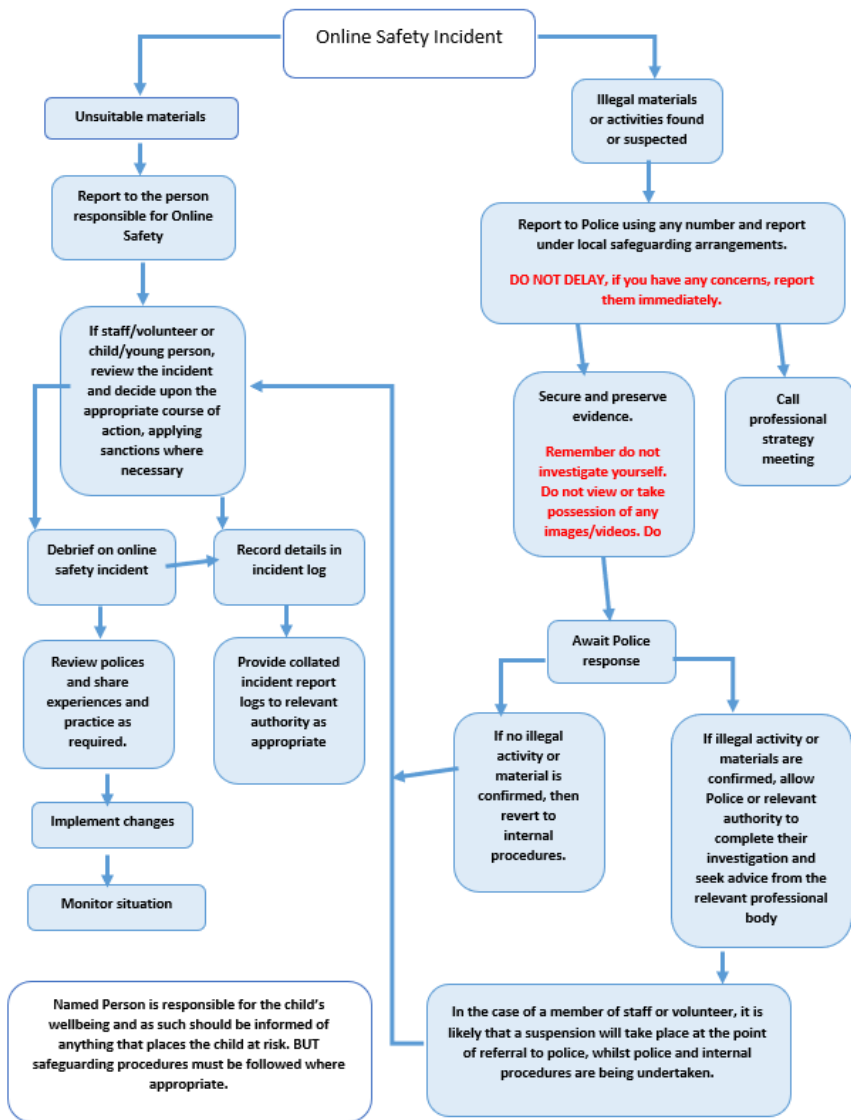 Online Safety Incident
Unsuitable materials
Illegal materials
or activities found
or suspected
Report to the person
responsible for Online
Safety
Report to Police using any number and report
under local safeguarding arrangements.
DO NOT DELAY, if you have any concerns, report
them immediately.
If staff/volunteer or
child/young person,
review the incident
and decide upon the
appropriate course of
action, applying
sanctions where
necessary
Secure and preserve
evidence.
Remember do not
investigate yourself.
Do not view or take
possession of any
images/videos. Do
Call
professional
strategy
meeting
Debrief on online
safety incident
Record details in
incident log
Review polices
and share
experiences and
practice as
required.
Provide collated
incident report
logs to relevant
authority as
appropriate
Await Police
response
If no illegal
activity or
material is
confirmed, then
revert to
internal
procedures.
If illegal activity or
materials are
confirmed, allow
Police or relevant
authority to
complete their
investigation and
seek advice from the
relevant professional
body
Implement changes
Monitor situation
Named Person is responsible for the child's
wellbeing and as such should be informed of
anything that places the child at risk. BUT
safeguarding procedures must be followed where
appropriate.
In the case of a member of staff or volunteer, it is
likely that a suspension will take place at the point
of referral to police, whilst police and internal
procedures are being undertaken.